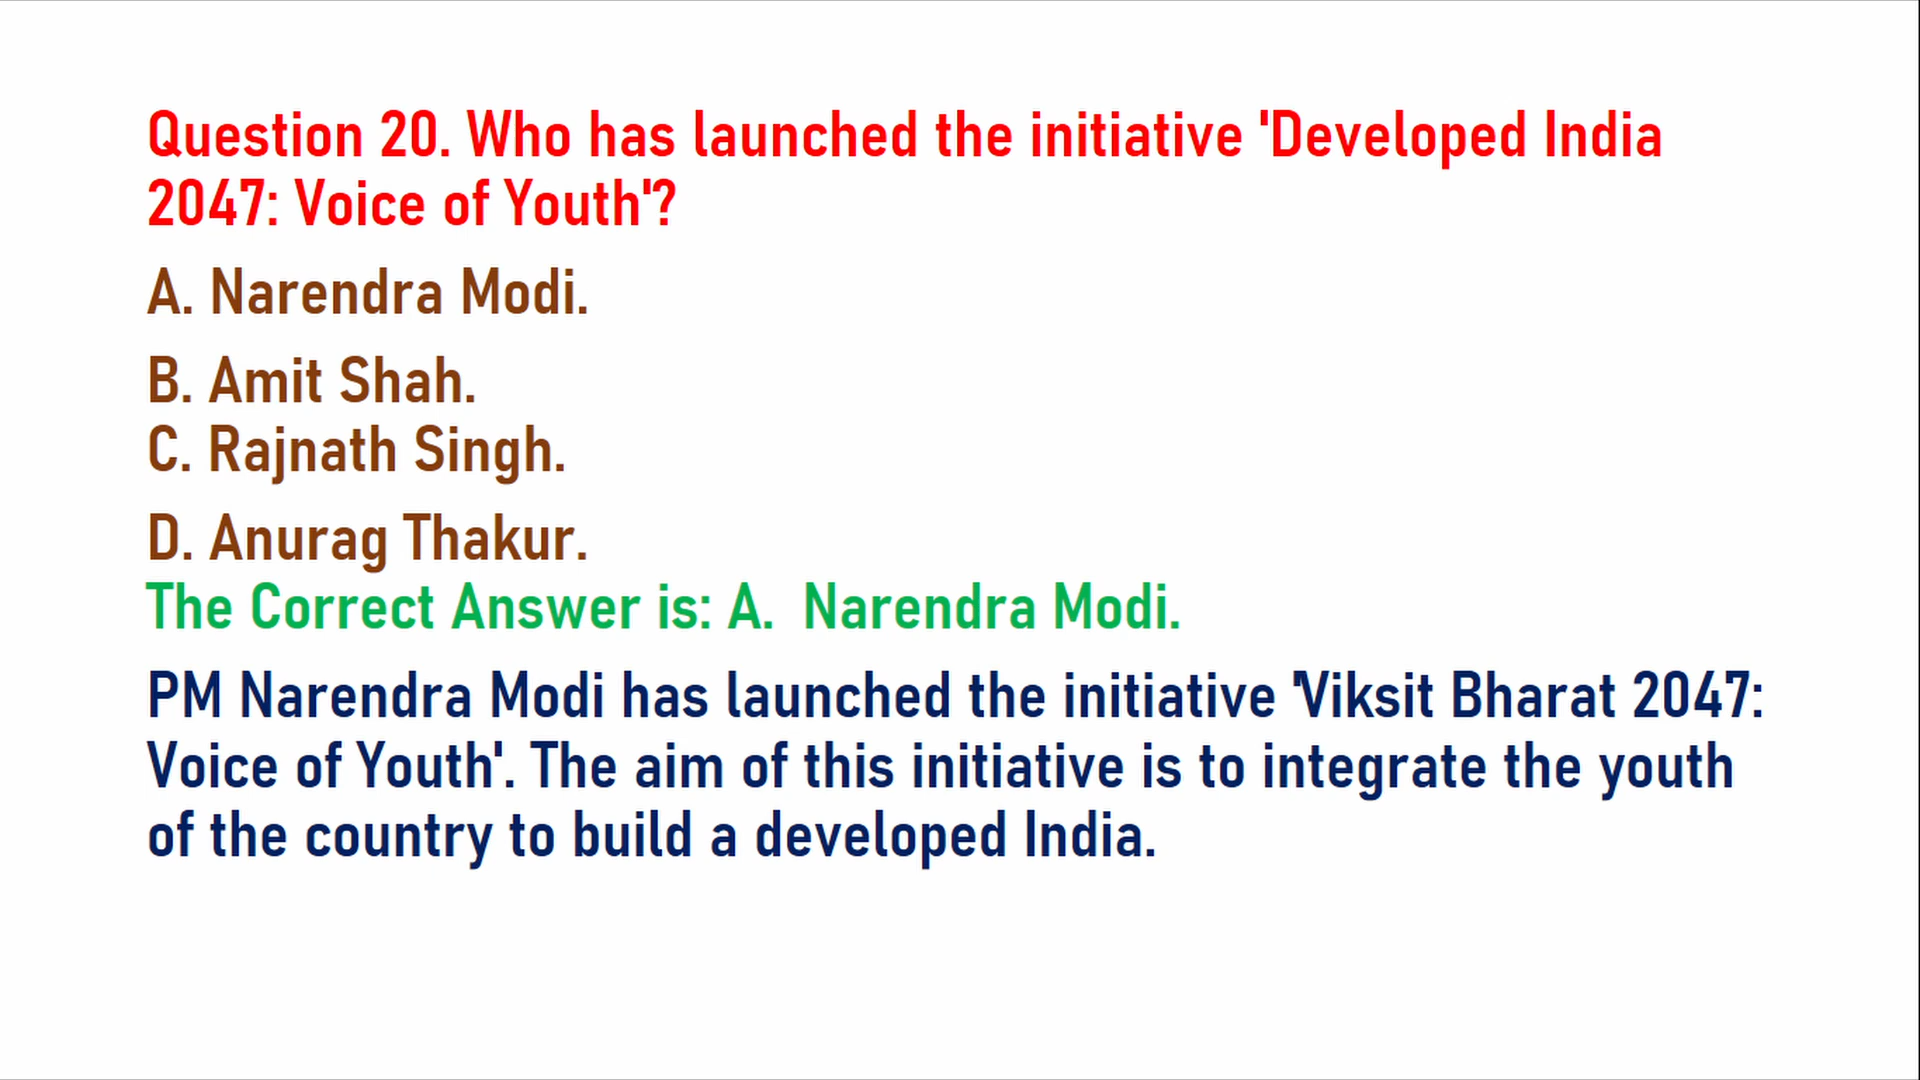 Question 20. Who has launched the initiative 'Developed India
2047: Voice of Youth'?
A. Narendra Modi.
B. Amit Shah.
C. Rajnath Singh.
D. Anurag Thakur.
The Correct Answer is: A.  Narendra Modi.
PM Narendra Modi has launched the initiative 'Viksit Bharat 2047:
Voice of Youth'. The aim of this initiative is to integrate the youth
of the country to build a developed India.